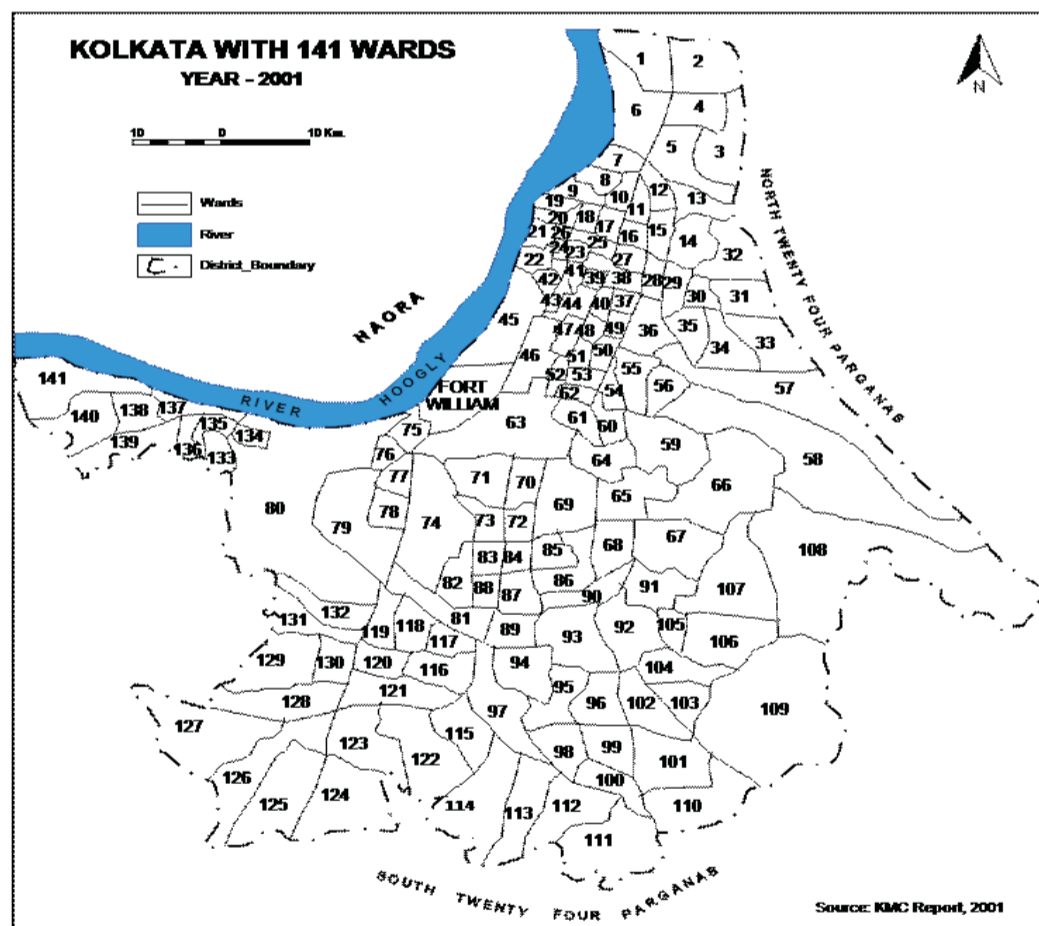 KOLKATA WITH 141 WARDS
YEAR - 2001
N
10 0 10 Km.
Wards
River
District_Boundary
NORTH TWENTY FOUR PARGANAS
HAORA
RIVER HOOGLY
FORT
WILLIAM
1 2
6 4
5 3
7
8
9 10 12 13
19 11
20 18 17 15
21 26 25 16 14
24 23 27 32
22 41
42 39 38 28 29
43 44 40 37 30 31
45 47 48 49 36 35
46 51 50 34 33
52 53 55 56 57
62 54
63 61 60
141 138 137
140 135 134
139 136 133
75
76 64 59 58
77 71 70 65 66
80 78 69
79 74 73 72 68 67
83 84 85 108
82 88 87 86 91 107
90
131 132 81
119 118 117 89 93 92 105 106
129 130 120 116 94 104
128 121 95 96 102 103 109
127 97
123 115 98 99
126 122 100 101
125 124 114 113 112 110
111
SOUTH TWENTY FOUR PARGANAS
Source: KMC Report, 2001